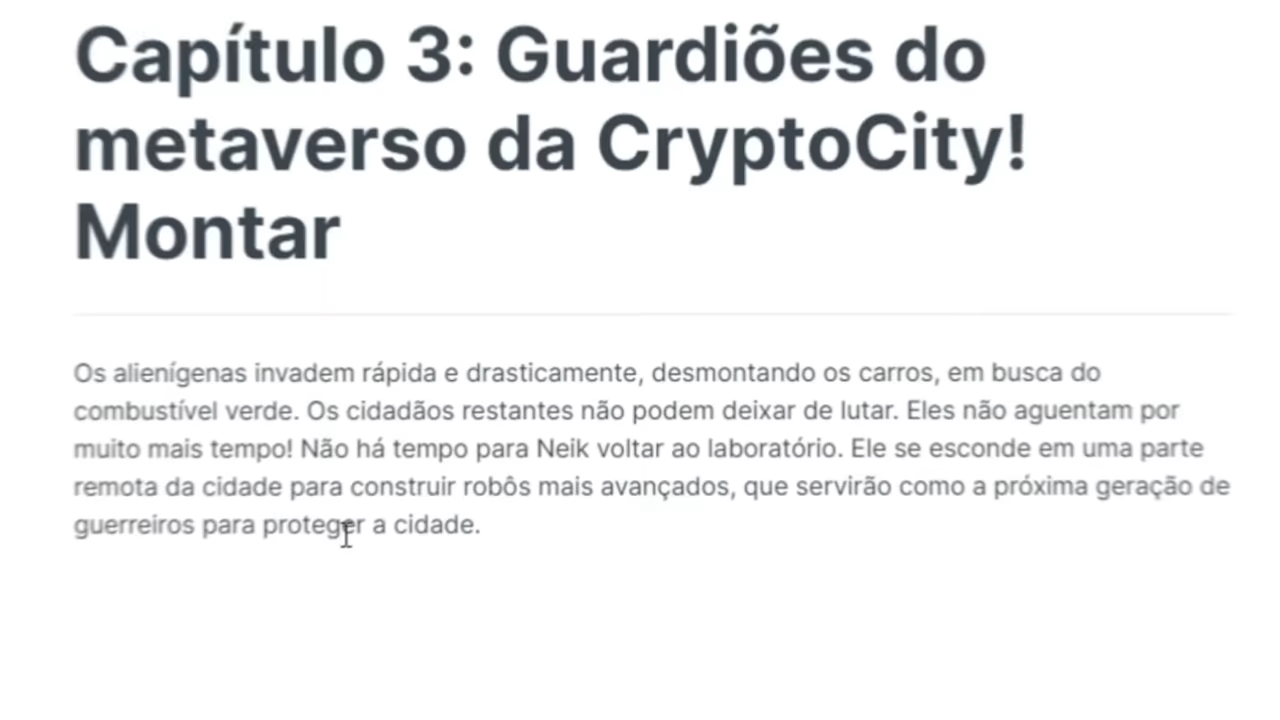 Capítulo 3: Guardiões do
metaverso da CryptoCity!
Montar
Os alienígenas invadem rápida e drasticamente, desmontando os carros, em busca do
combustível verde. Os cidadãos restantes não podem deixar de lutar. Eles não aguentam por
muito mais tempo! Não há tempo para Neik voltar ao laboratório. Ele se esconde em uma parte
remota da cidade para construir robôs mais avançados, que servirão como a próxima geração de
guerreiros para proteger a cidade.